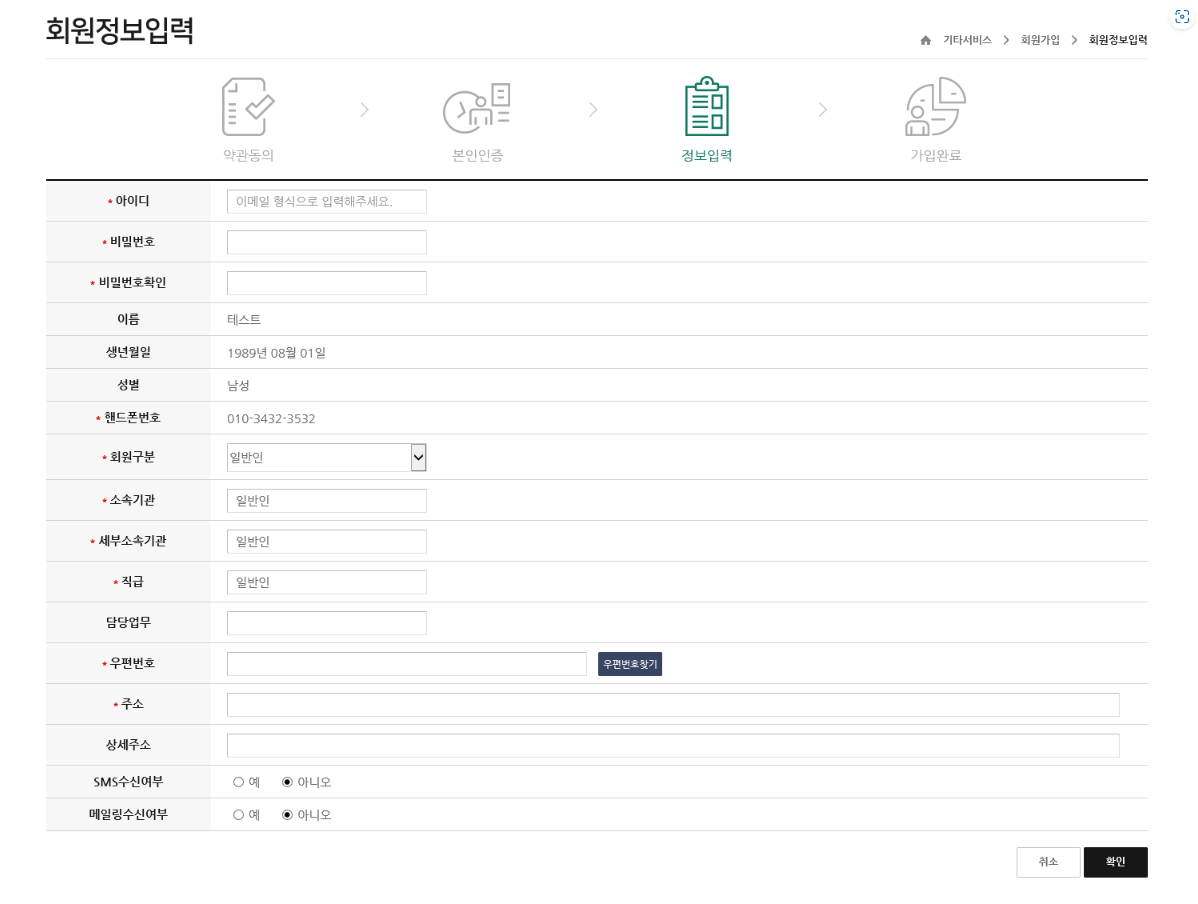 회원정보입력
기타서비스 > 회원가입 > 회원정보입력
약관동의
본인인증
정보입력
가입완료
* 아이디 이메일 형식으로 입력해주세요.
* 비밀번호
* 비밀번호확인
이름 테스트
생년월일 1989년 08월 01일
성별 남성
* 핸드폰번호 010-3432-3532
* 회원구분 일반인
* 소속기관 일반인
* 세부소속기관 일반인
* 직급 일반인
담당업무
* 우편번호 우편번호찾기
* 주소
상세주소
SMS수신여부 예 아니오
메일링수신여부 예 아니오
취소 확인